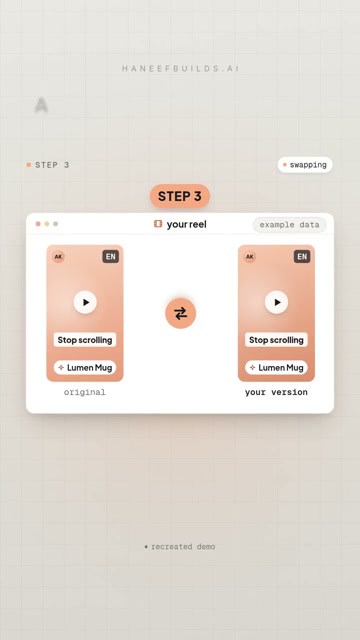 HANEEFBUILDS.AI
A
STEP 3
swapping
STEP 3
your reel
example data
AK
EN
Stop scrolling
Lumen Mug
original
AK
EN
Stop scrolling
Lumen Mug
your version
recreated demo